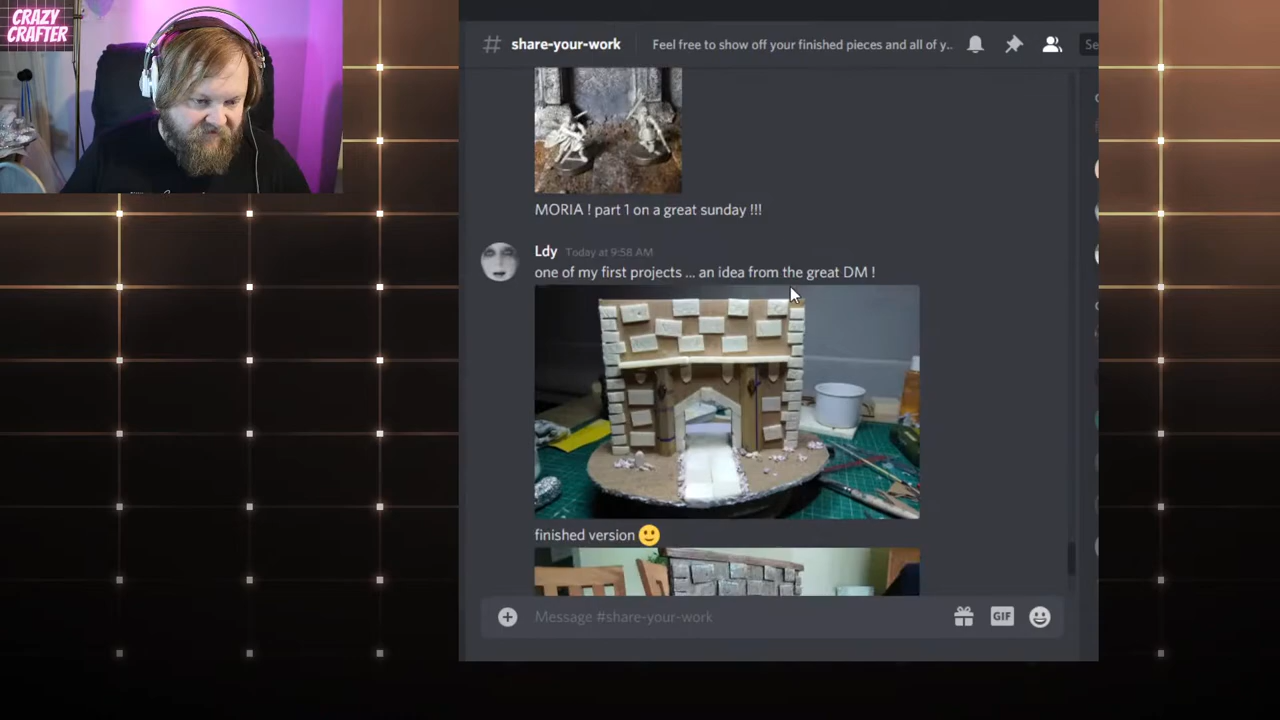 CRAZY
CRAFTER
# share-your-work
Feel free to show off your finished pieces and all of y..
Se
MORIA ! part 1 on a great sunday !!!
Ldy Today at 9:58 AM
one of my first projects ... an idea from the great DM !
finished version 🙂
Message #share-your-work
GIF